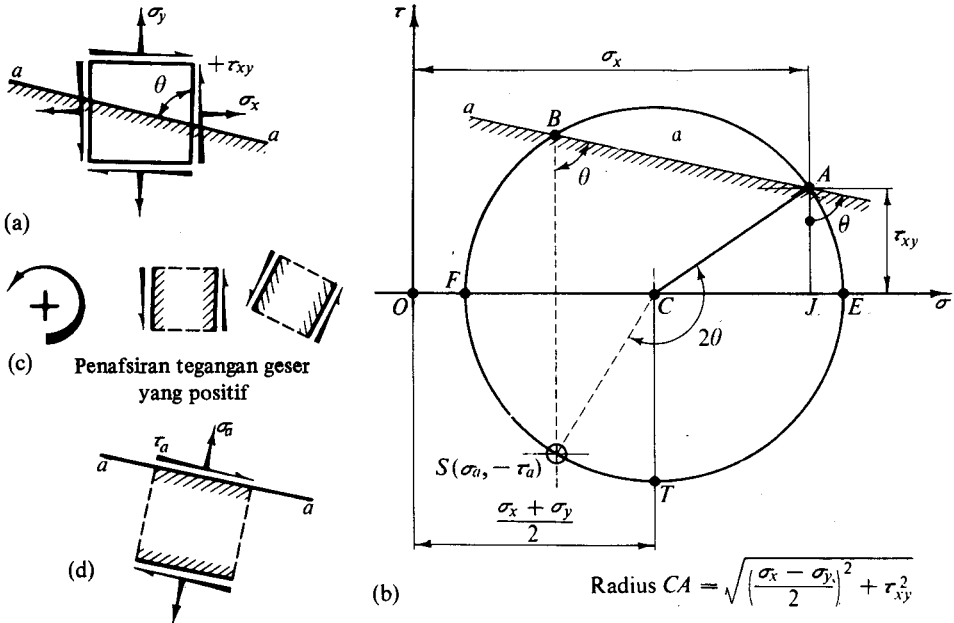 σy
+τxy
θ
a
σx
a
(a)
τ
σx
a
B
a
A
θ
θ
τxy
F
O
C
J
E
σ
2θ
S(σa, −τa)
T
σx + σy
2
(b)
Radius CA = √((σx − σy / 2)² + τ²xy)
+
(c)
Penafsiran tegangan geser
yang positif
τa
σa
a
a
(d)